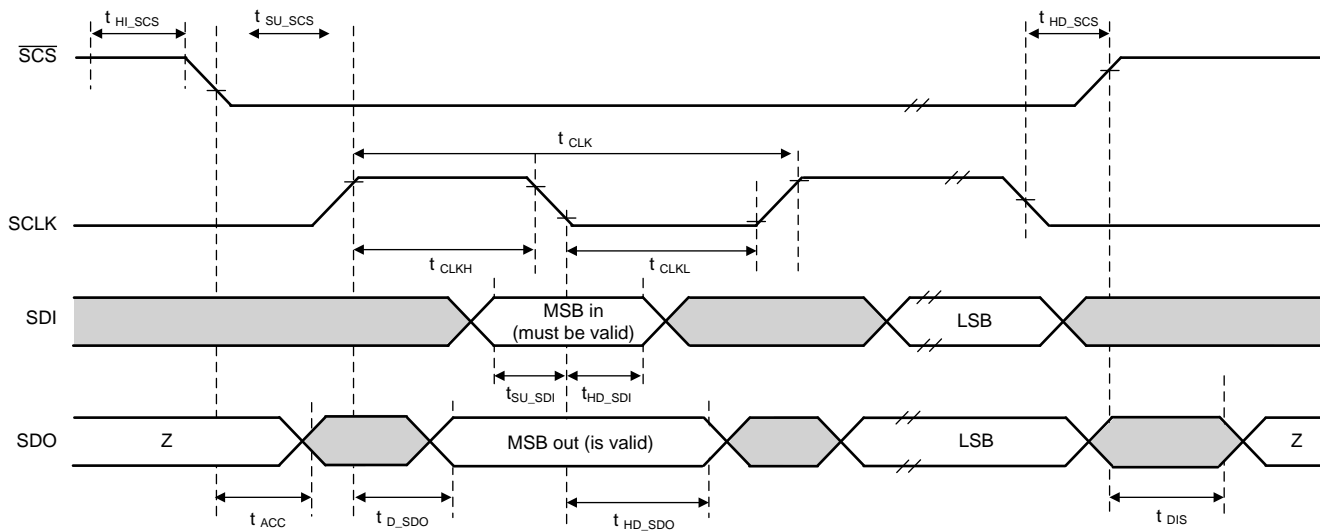 t HI_SCS
t SU_SCS
t HD_SCS
SCS
t CLK
SCLK
t CLKH
t CLKL
SDI
MSB in
(must be valid)
LSB
t SU_SDI
t HD_SDI
SDO
Z
MSB out (is valid)
LSB
Z
t ACC
t D_SDO
t HD_SDO
t DIS